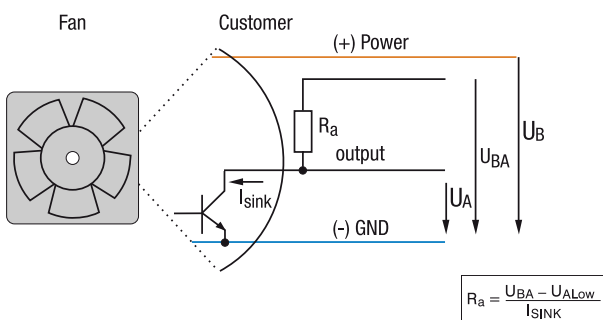 Fan
Customer
(+) Power
Ra
output
Isink
(-) GND
UA
UBA
UB
Ra = UBA – UALow / ISINK